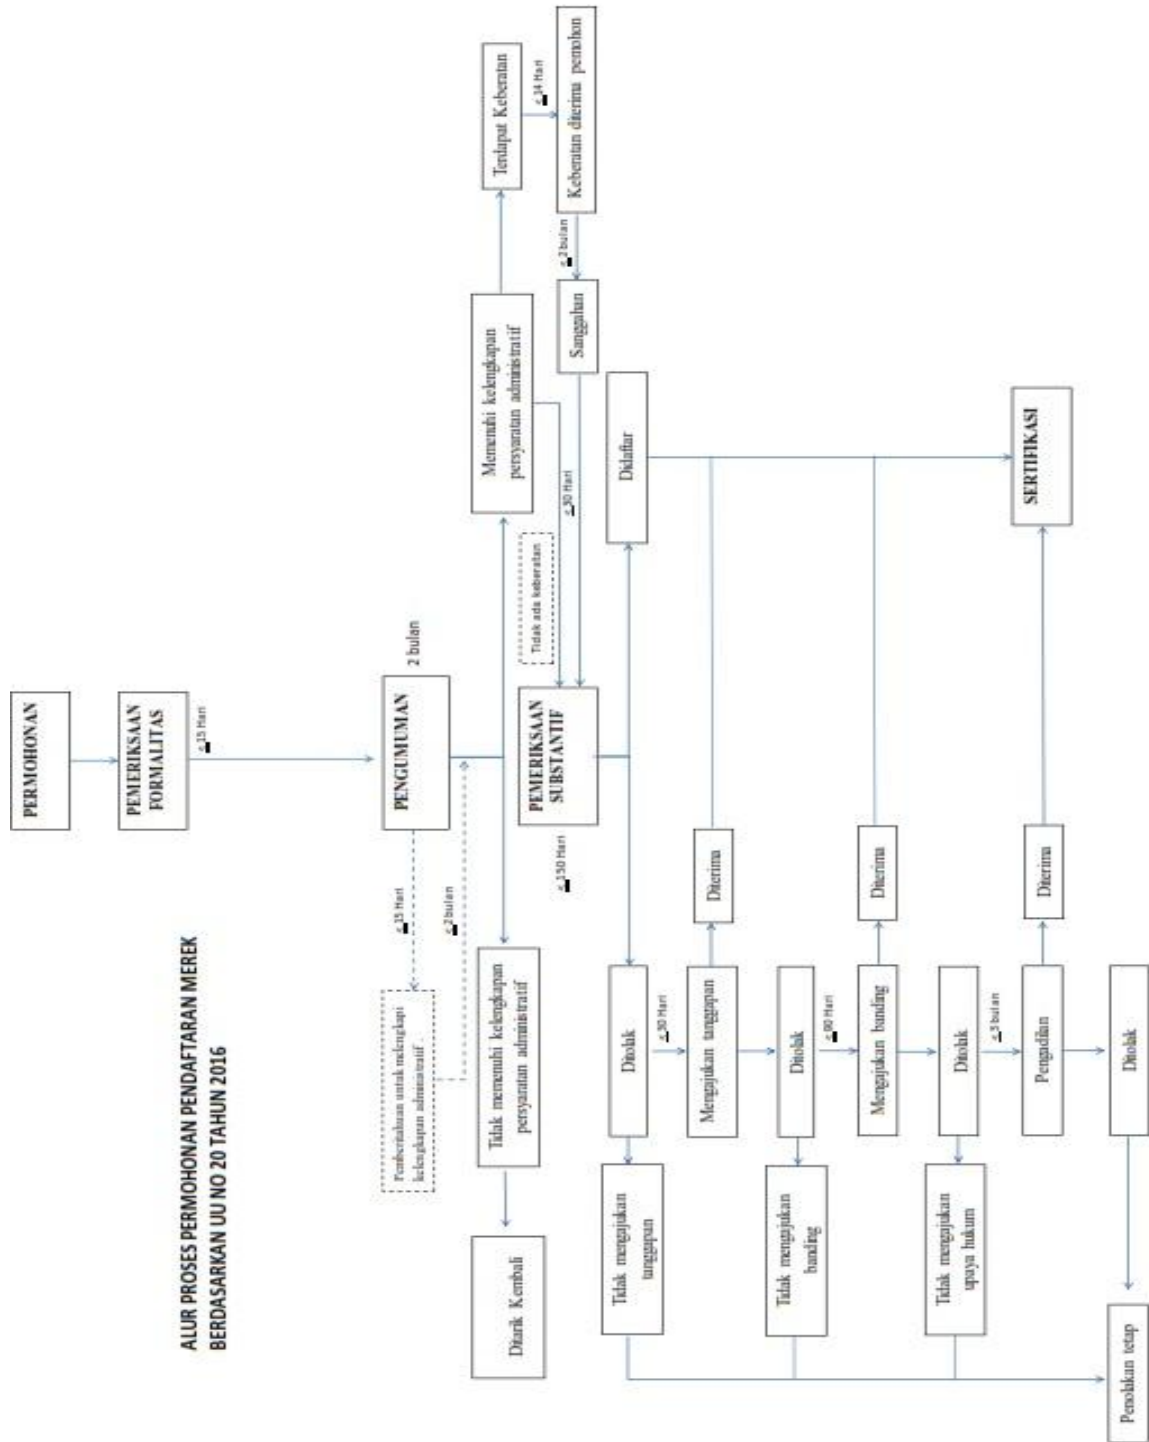 ALUR PROSES PERMOHONAN PENDAFTARAN MEREK
BERDASARKAN UU NO 20 TAHUN 2016
PERMOHONAN
PEMERIKSAAN
FORMALITAS
≤ 15 Hari
PENGUMUMAN
2 bulan
≤ 15 Hari
Pemberitahuan untuk melengkapi
kelengkapan administratif .
≤ 2 bulan
Tidak memenuhi kelengkapan
persyaratan administratif
Ditarik Kembali
Memenuhi kelengkapan
persyaratan administratif
Terdapat Keberatan
≤ 14 Hari
Keberatan diterima pemohon
≤ 2 bulan
Sanggahan
≤ 30 Hari
Tidak ada keberatan
PEMERIKSAAN
SUBSTANTIF
≤ 150 Hari
Didaftar
Ditolak
Tidak mengajukan
tanggapan
≤ 30 Hari
Mengajukan tanggapan
Diterima
Ditolak
Tidak mengajukan
banding
≤ 90 Hari
Mengajukan banding
Diterima
Ditolak
Tidak mengajukan
upaya hukum
≤ 3 bulan
Pengadilan
Diterima
SERTIFIKASI
Ditolak
Penolakan tetap